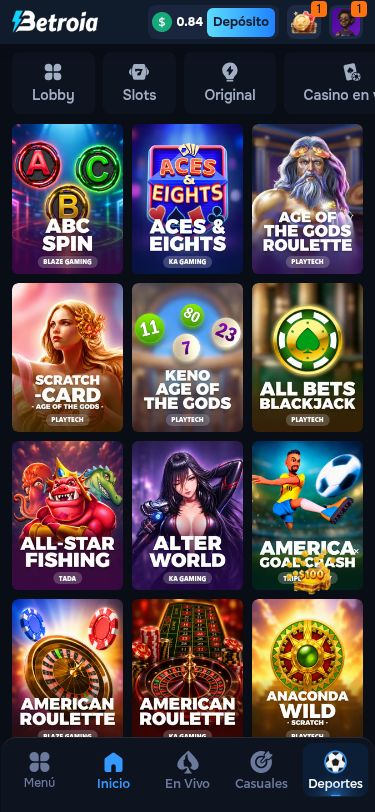 Betroia
$ 0.84 Depósito
1
1
Lobby
Slots
Original
Casino en
A
C
B
ABC
SPIN
BLAZE GAMING
ACES
&
EIGHTS
ACES &
EIGHTS
KA GAMING
AGE OF
THE GODS
ROULETTE
PLAYTECH
SCRATCH
-CARD
- AGE OF THE GODS -
PLAYTECH
11
80
23
7
KENO
AGE OF
THE GODS
PLAYTECH
ALL BETS
BLACKJACK
PLAYTECH
ALL-STAR
FISHING
TADA
ALTER
WORLD
KA GAMING
AMERICA
GOAL CRASH
$100
AMERICAN
ROULETTE
BLAZE GAMING
AMERICAN
ROULETTE
KA GAMING
ANACONDA
WILD
- SCRATCH -
PLAYTECH
Menú
Inicio
En Vivo
Casuales
Deportes